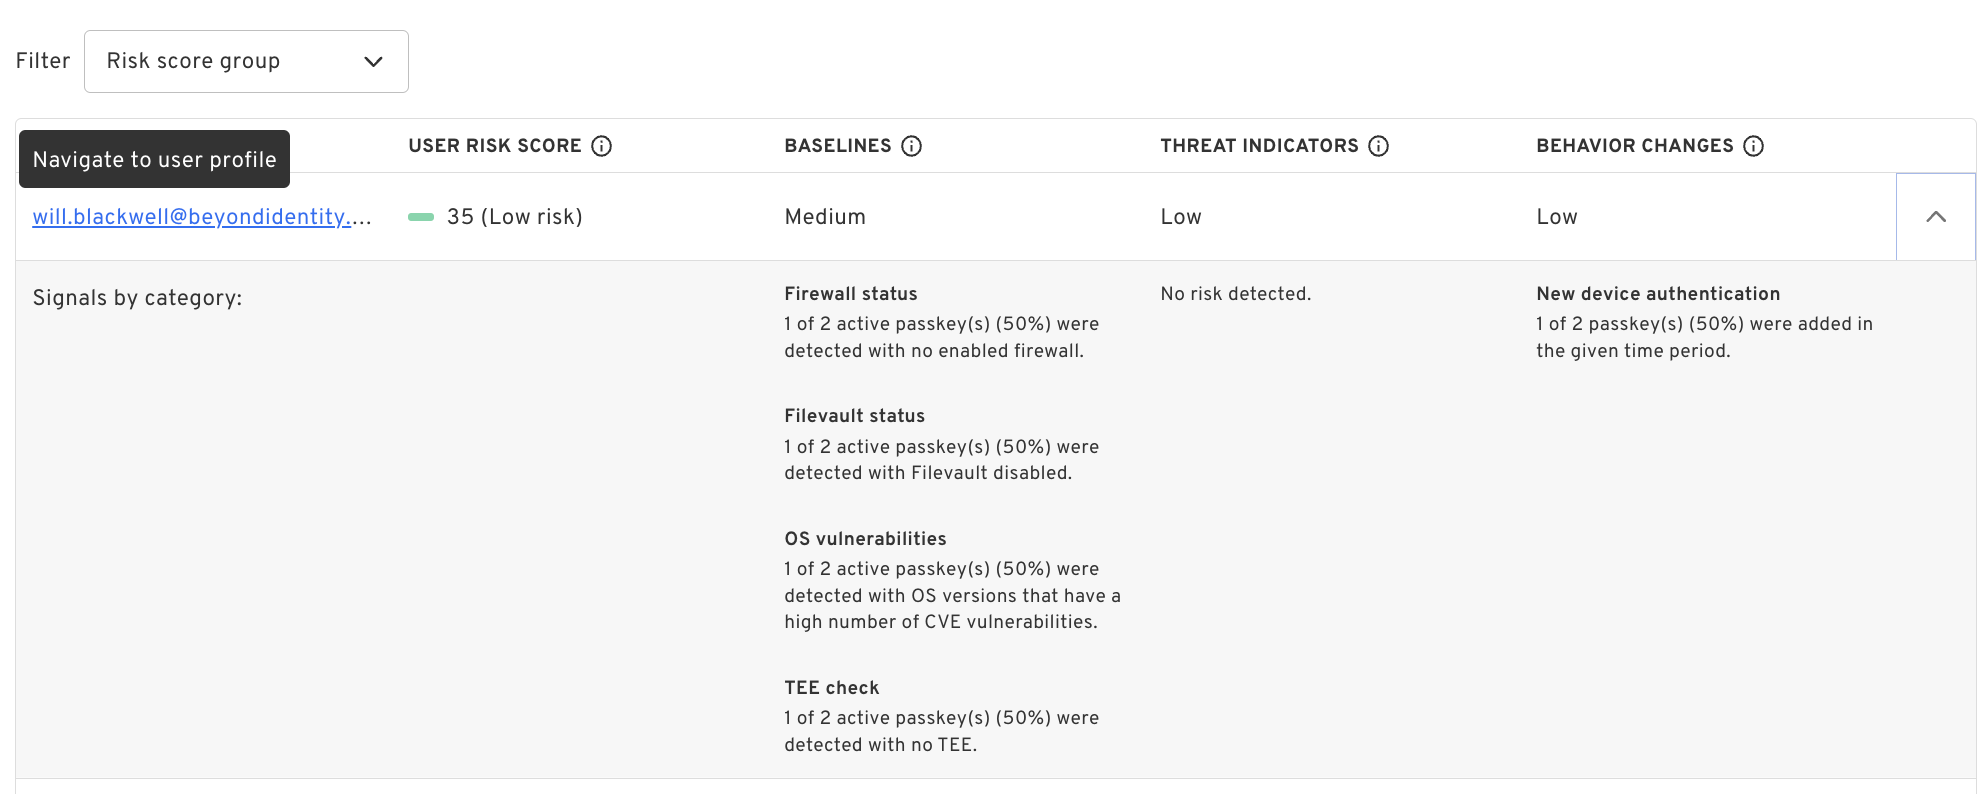 Filter
Risk score group
Navigate to user profile
USER RISK SCORE
BASELINES
THREAT INDICATORS
BEHAVIOR CHANGES
will.blackwell@beyondidentity....
35 (Low risk)
Medium
Low
Low
Signals by category:
Firewall status
1 of 2 active passkey(s) (50%) were
detected with no enabled firewall.
Filevault status
1 of 2 active passkey(s) (50%) were
detected with Filevault disabled.
OS vulnerabilities
1 of 2 active passkey(s) (50%) were
detected with OS versions that have a
high number of CVE vulnerabilities.
TEE check
1 of 2 active passkey(s) (50%) were
detected with no TEE.
No risk detected.
New device authentication
1 of 2 passkey(s) (50%) were added in
the given time period.